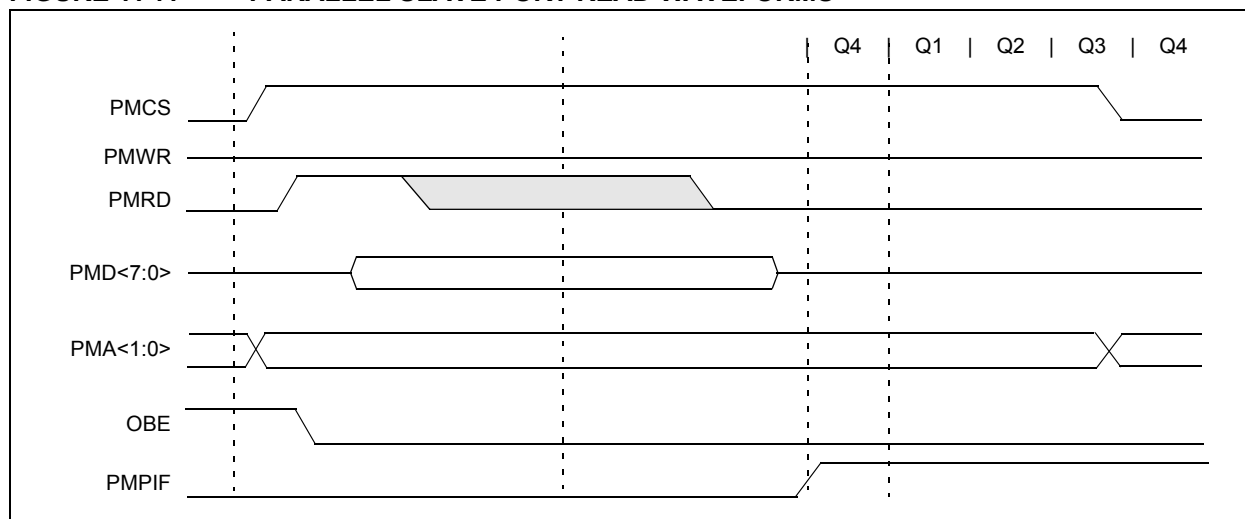 | Q4 | Q1 | Q2 | Q3 | Q4
PMCS
PMWR
PMRD
PMD<7:0>
PMA<1:0>
OBE
PMPIF